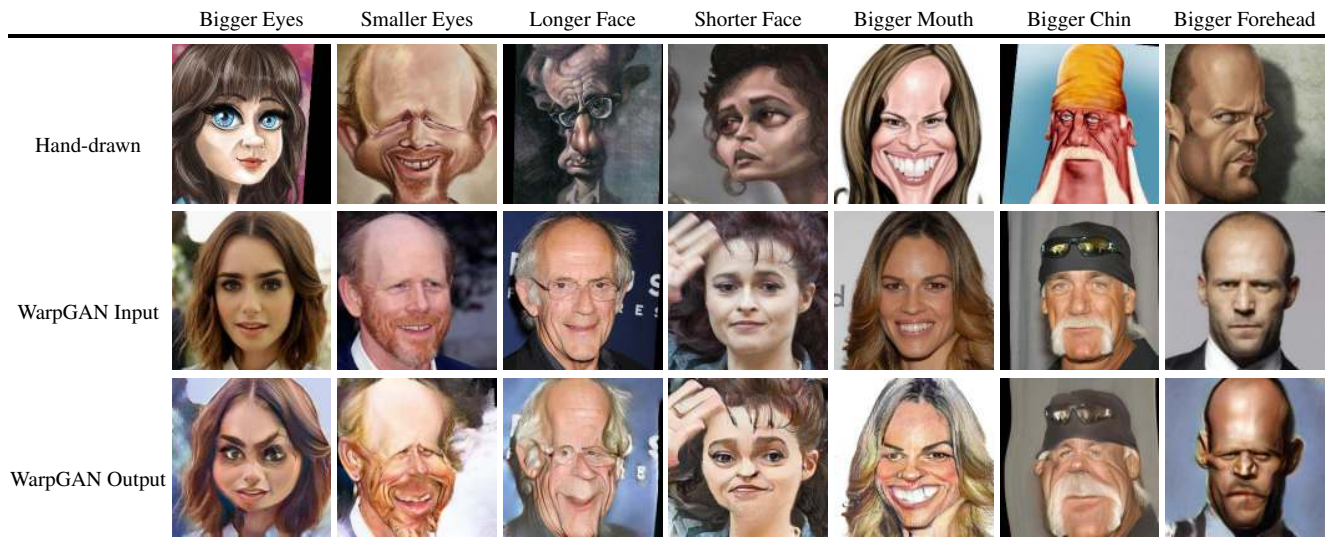 Bigger Eyes Smaller Eyes Longer Face Shorter Face Bigger Mouth Bigger Chin Bigger Forehead
Hand-drawn
WarpGAN Input
WarpGAN Output